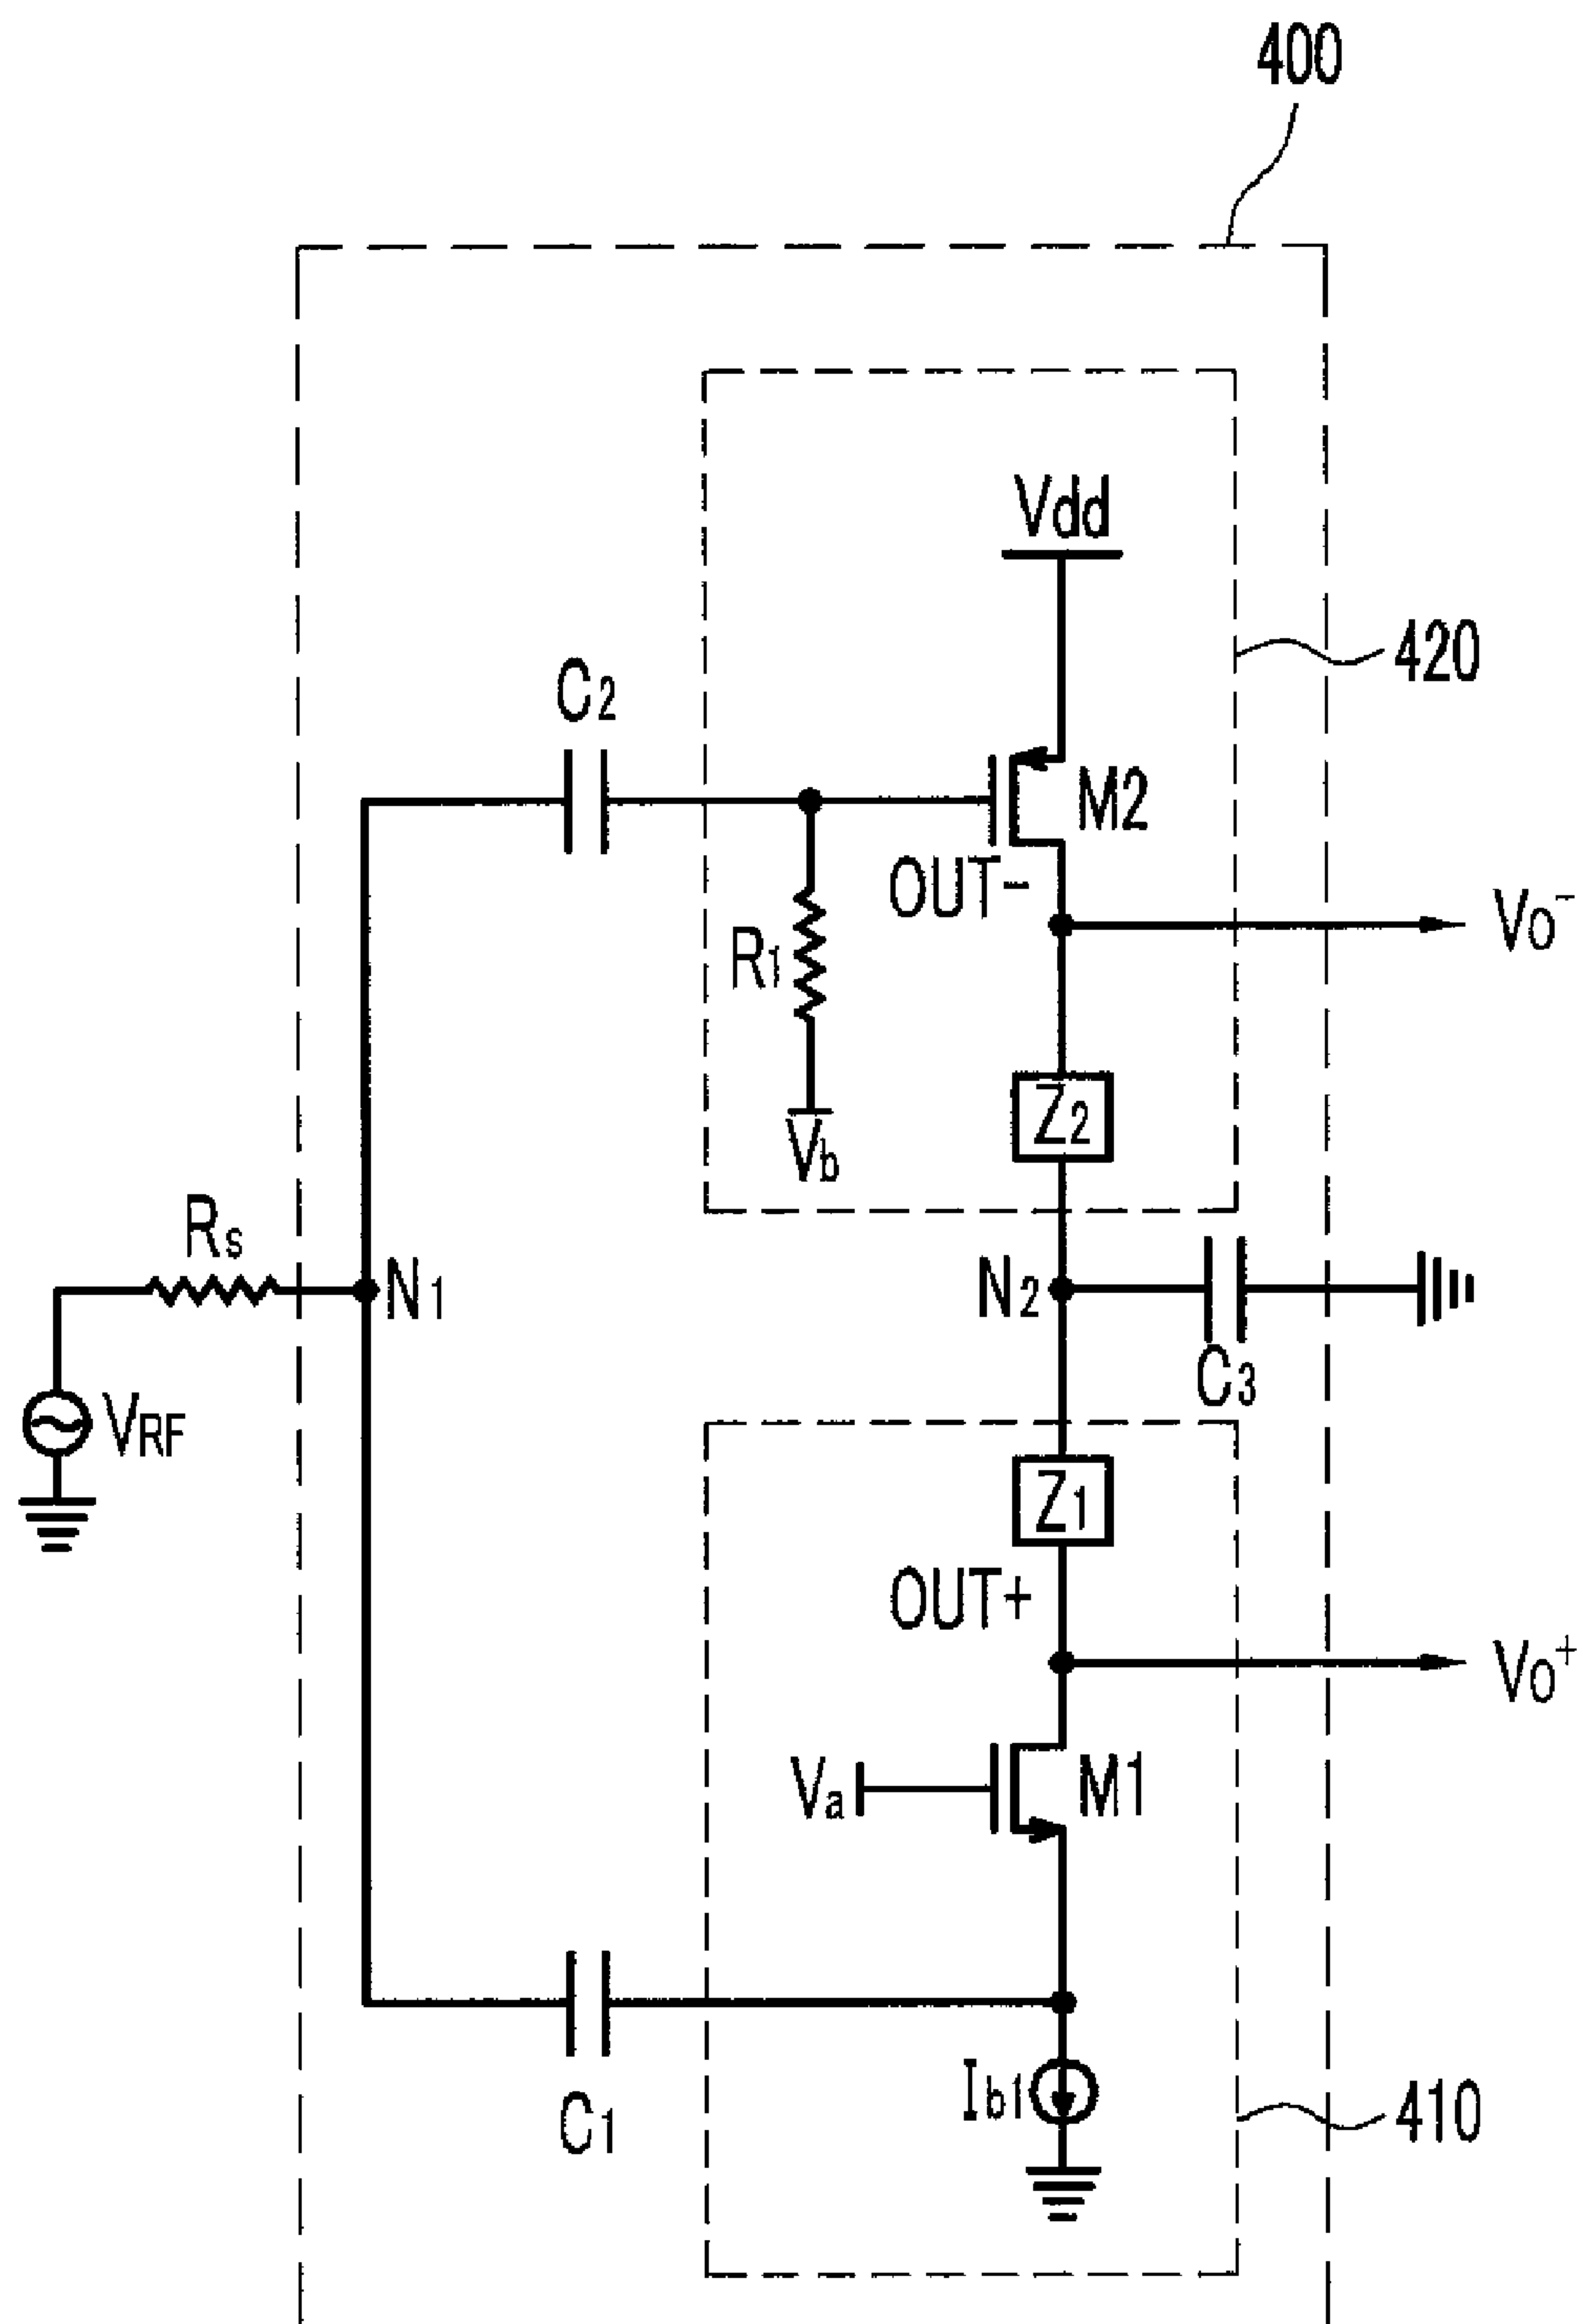 400
Vdd
420
C2
M2
OUT-
Vo-
R1
Z2
Vb
Rs
N1
N2
C3
VRF
Z1
OUT+
Vo+
Va
M1
Ib1
C1
410